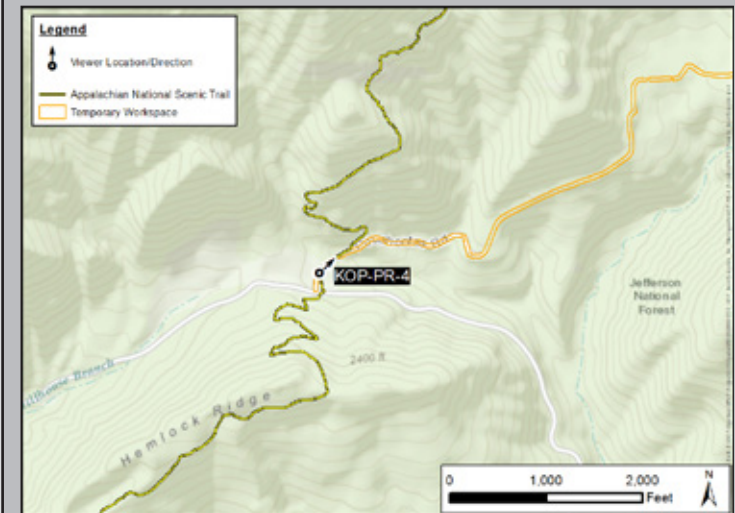 Legend
Viewer Location/Direction
Appalachian National Scenic Trail
Temporary Workspace
KOP-PR-4
Jefferson
National
Forest
2400 ft
Branch
Hemlock Ridge
0 1,000 2,000
Feet
N